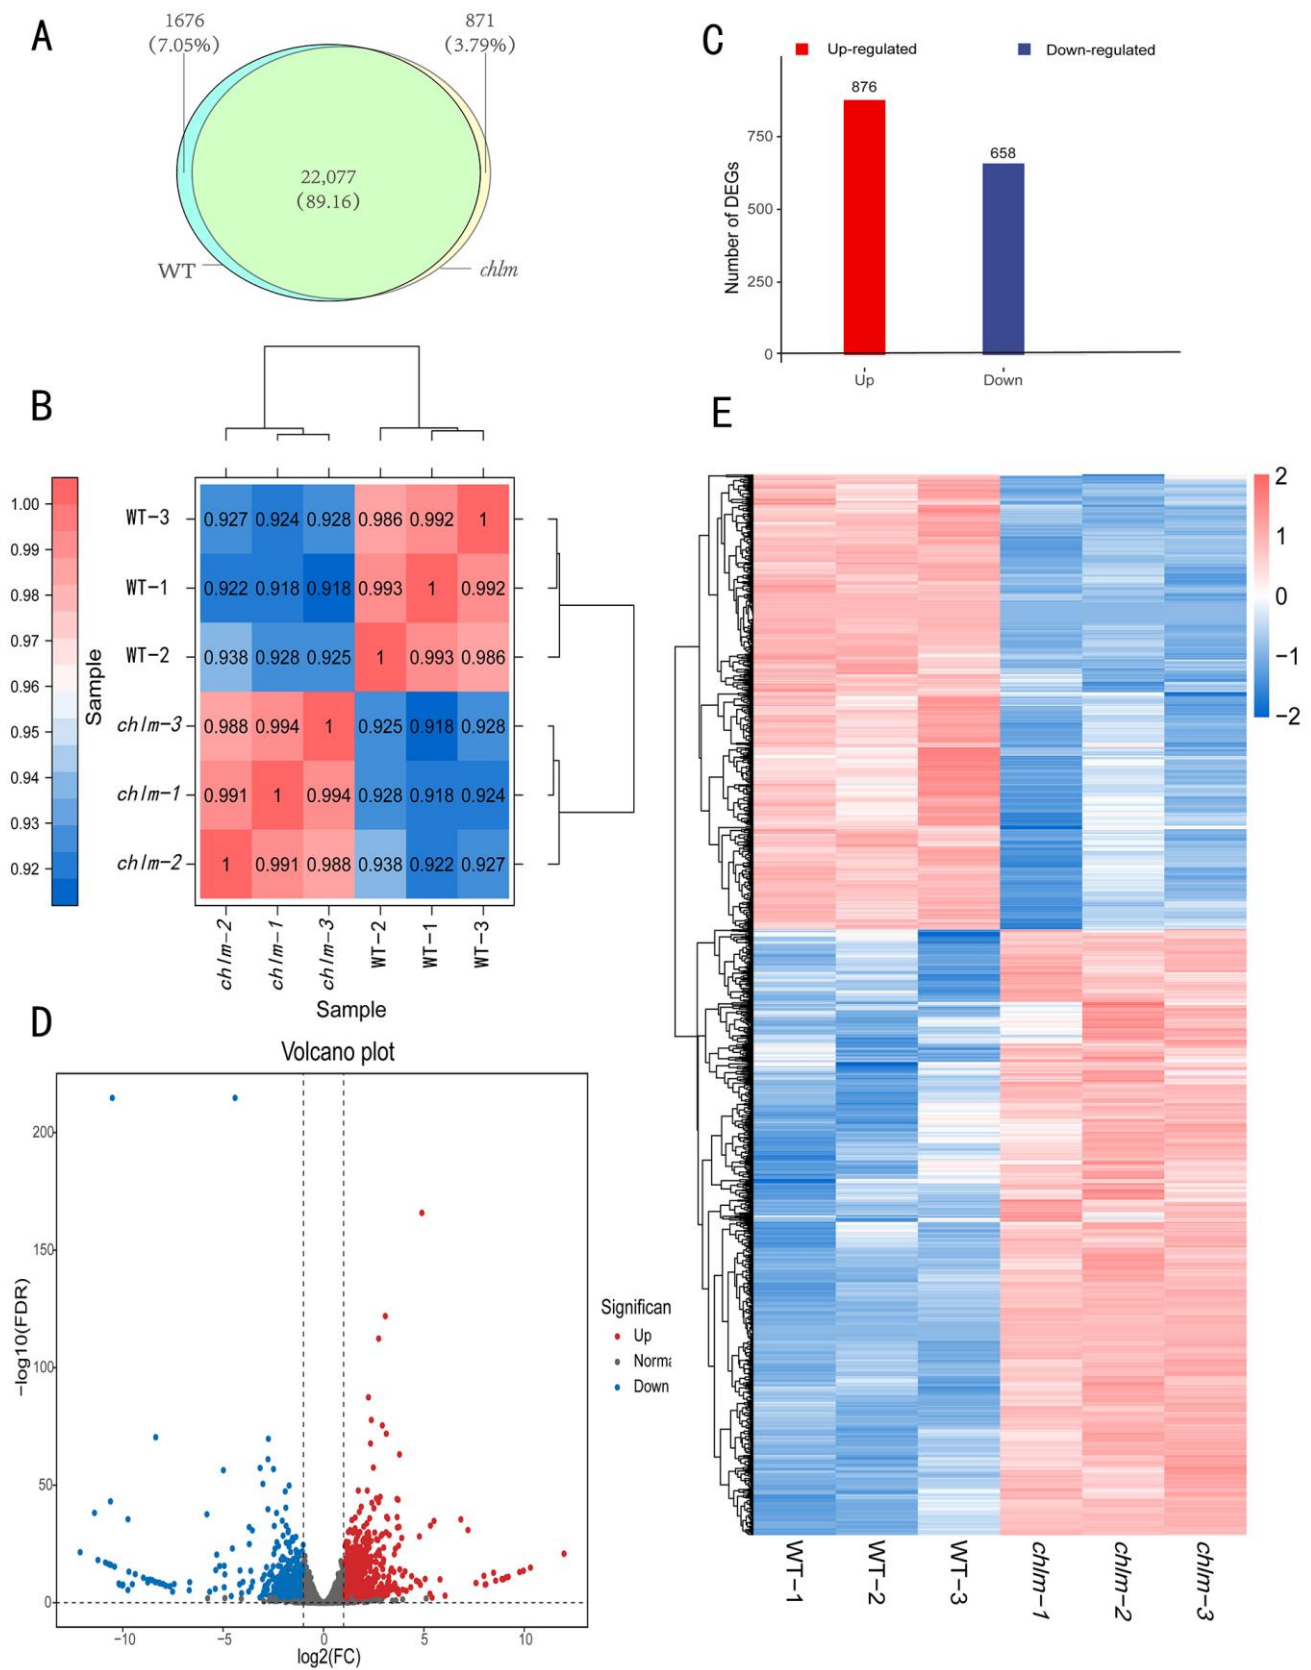 A
1676
(7.05%)
871
(3.79%)
22,077
(89.16)
WT
chlm
C
Up-regulated
Down-regulated
876
658
Number of DEGs
750
500
250
0
Up
Down
B
1.00
0.99
0.98
0.97
0.96
0.95
0.94
0.93
0.92
Sample
WT-3
0.927 0.924 0.928 0.986 0.992 1
WT-1
0.922 0.918 0.918 0.993 1 0.992
WT-2
0.938 0.928 0.925 1 0.993 0.986
chlm-3
0.988 0.994 1 0.925 0.918 0.928
chlm-1
0.991 1 0.994 0.928 0.918 0.924
chlm-2
1 0.991 0.988 0.938 0.922 0.927
chlm-2 chlm-1 chlm-3 WT-2 WT-1 WT-3
Sample
D
Volcano plot
-log10(FDR)
200
150
100
50
0
-10 -5 0 5 10
log2(FC)
Significan
Up
Norma
Down
E
2
1
0
-1
-2
WT-1 WT-2 WT-3 chlm-1 chlm-2 chlm-3